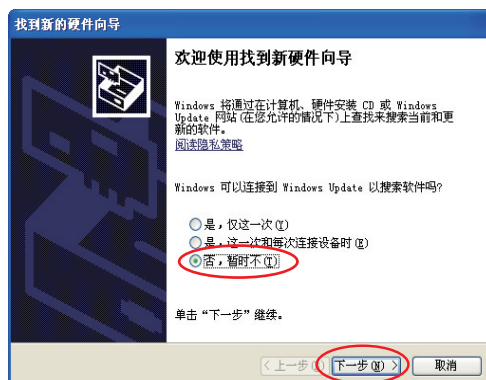 找到新的硬件向导
欢迎使用找到新硬件向导
Windows 将通过在计算机、硬件安装 CD 或 Windows
Update 网站(在您允许的情况下)上查找来搜索当前和更
新的软件。
阅读隐私策略
Windows 可以连接到 Windows Update 以搜索软件吗?
是，仅这一次(Y)
是，这一次和每次连接设备时(E)
否，暂时不(T)
单击“下一步”继续。
<上一步
下一步(N) >
取消